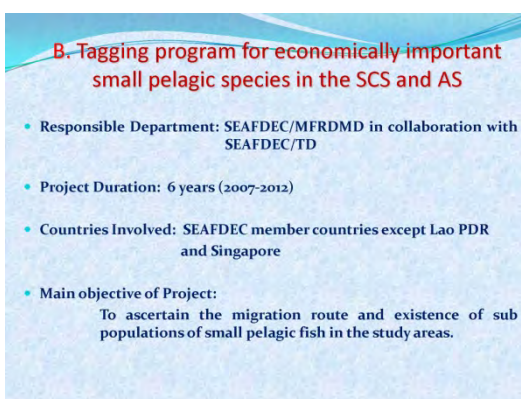 B. Tagging program for economically important
small pelagic species in the SCS and AS
• Responsible Department: SEAFDEC/MFRDMD in collaboration with
SEAFDEC/TD
• Project Duration: 6 years (2007-2012)
• Countries Involved: SEAFDEC member countries except Lao PDR
and Singapore
• Main objective of Project:
To ascertain the migration route and existence of sub
populations of small pelagic fish in the study areas.